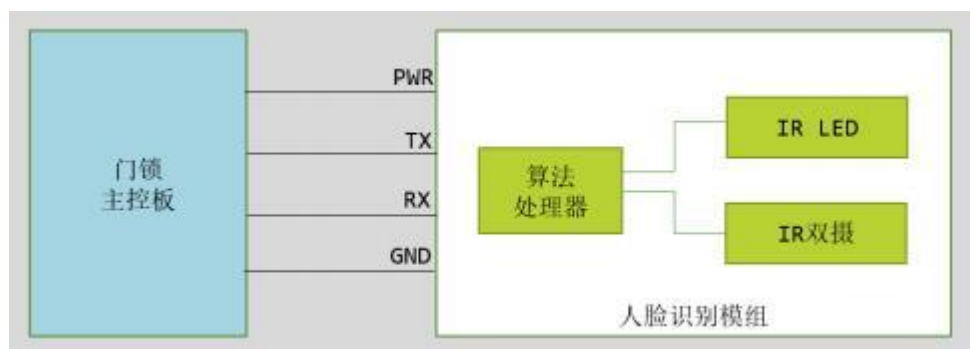 门锁
主控板
PWR
TX
RX
GND
算法
处理器
IR LED
IR双摄
人脸识别模组